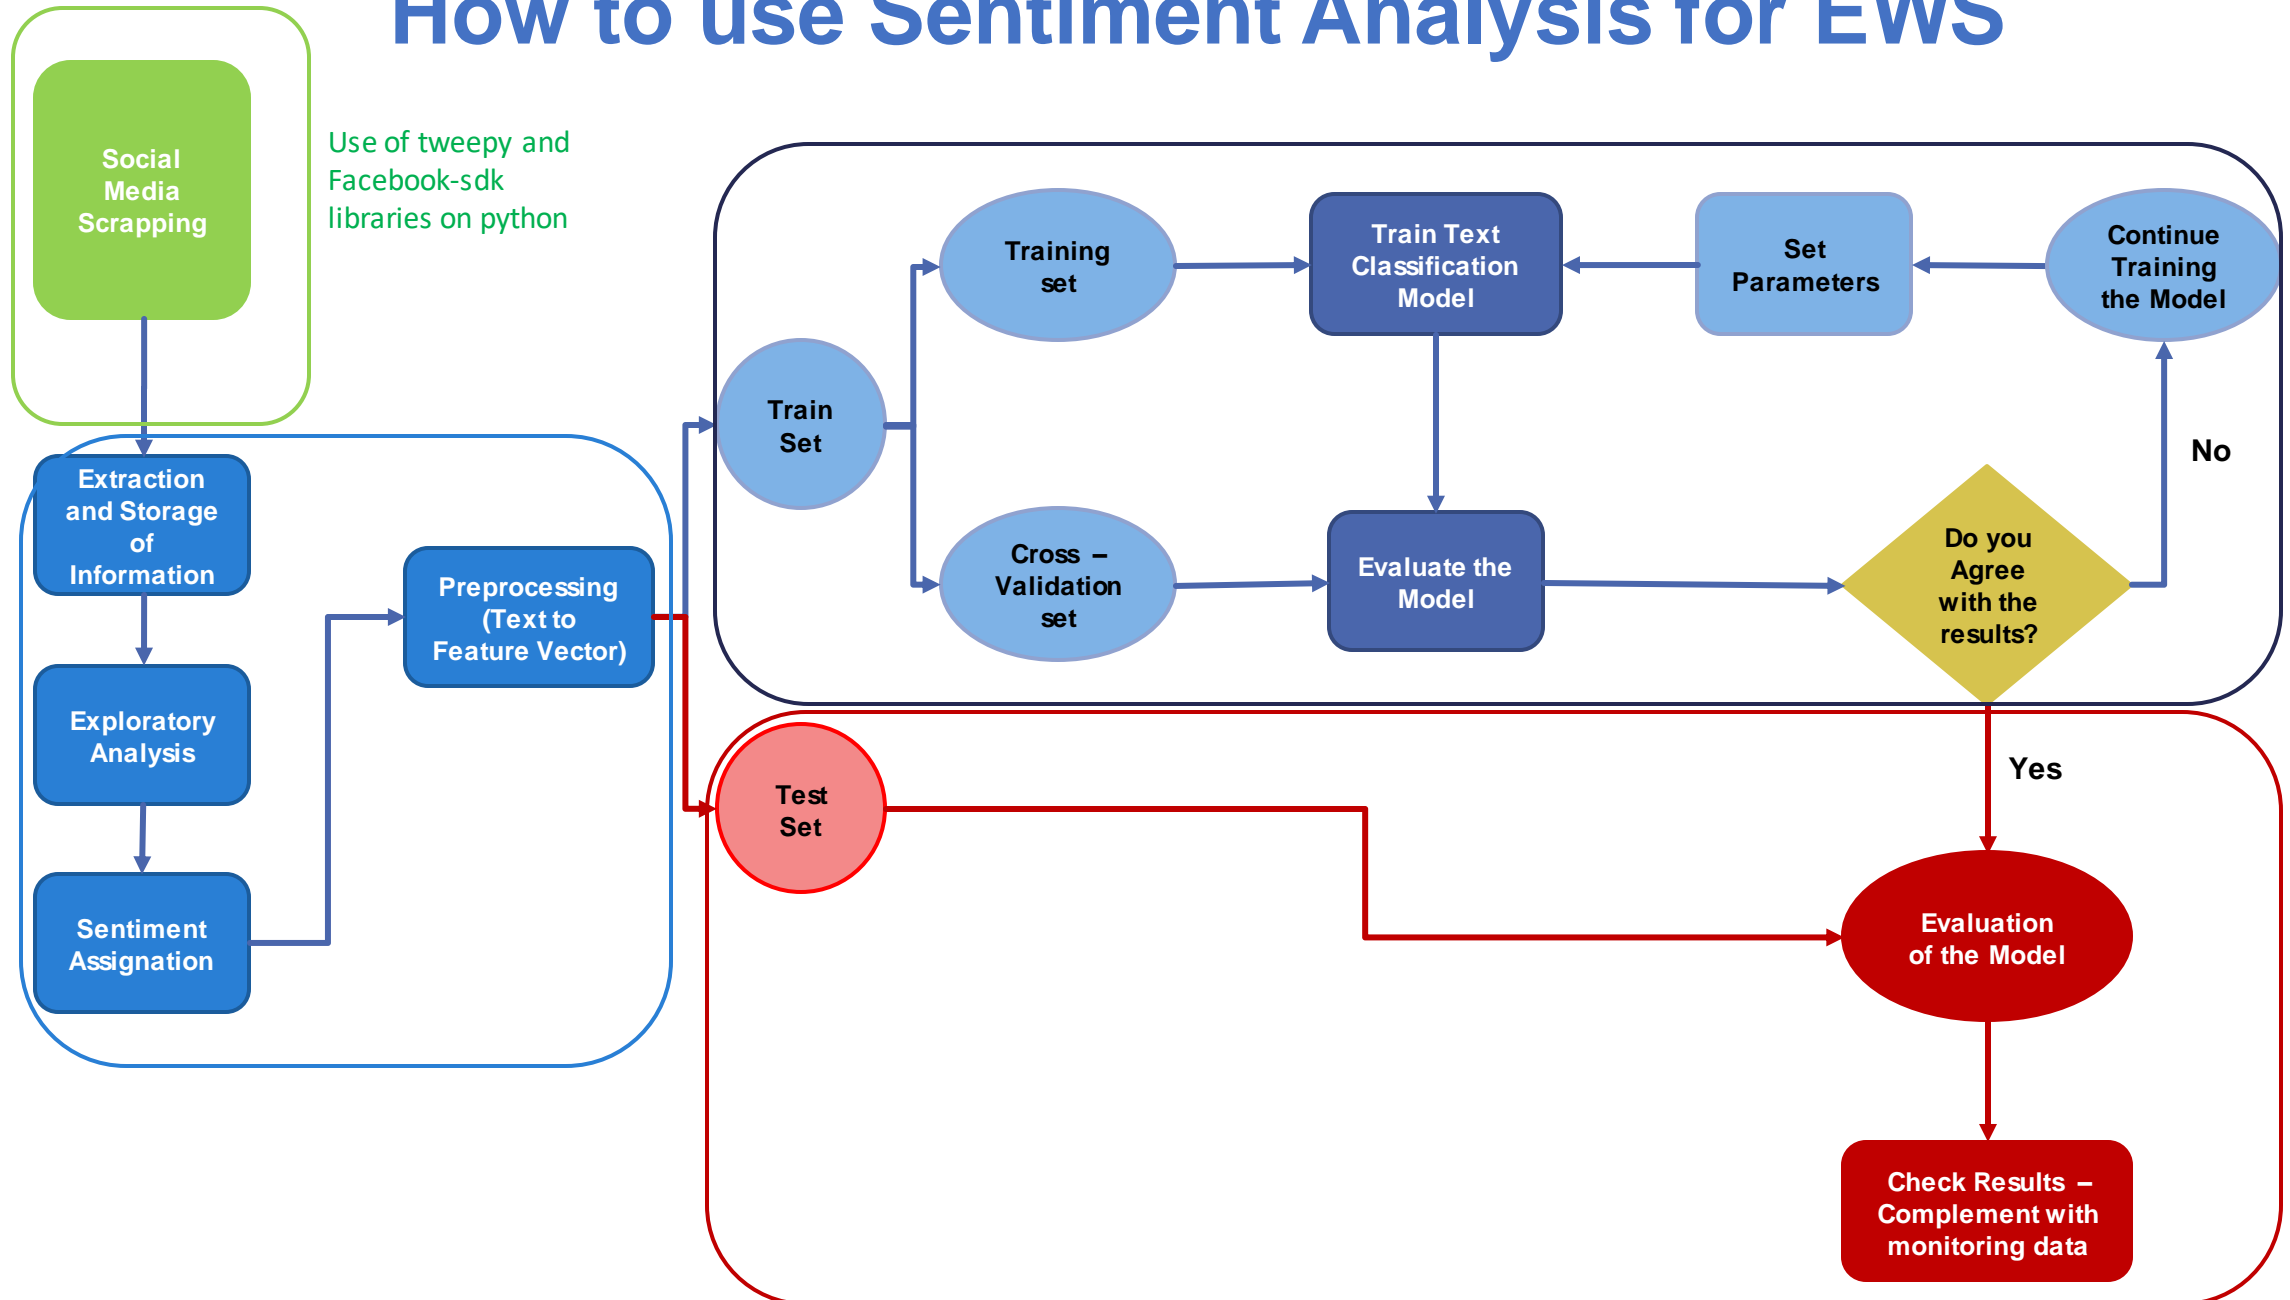 How to use Sentiment Analysis for EWS
Social
Media
Scrapping
Use of tweepy and
Facebook-sdk
libraries on python
Extraction
and Storage
of
Information
Exploratory
Analysis
Sentiment
Assignation
Preprocessing
(Text to
Feature Vector)
Train
Set
Training
set
Cross –
Validation
set
Train Text
Classification
Model
Evaluate the
Model
Set
Parameters
Continue
Training
the Model
Do you
Agree
with the
results?
No
Yes
Test
Set
Evaluation
of the Model
Check Results –
Complement with
monitoring data